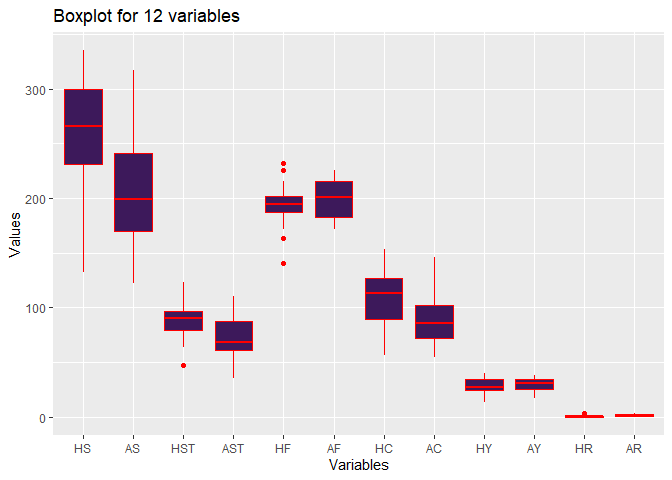 Boxplot for 12 variables
Values
300
200
100
0
HS AS HST AST HF AF HC AC HY AY HR AR
Variables